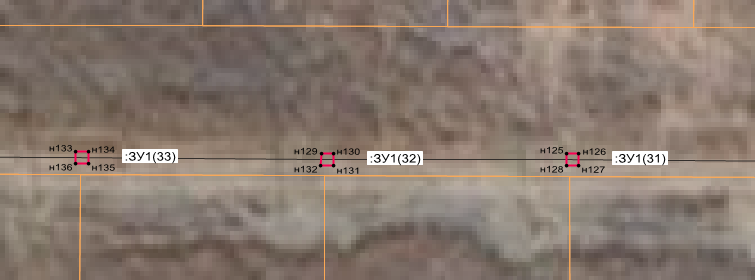 н133 н134
:ЗУ1(33)
н136 н135
н129 н130
:ЗУ1(32)
н132 н131
н125 н126
:ЗУ1(31)
н128 н127